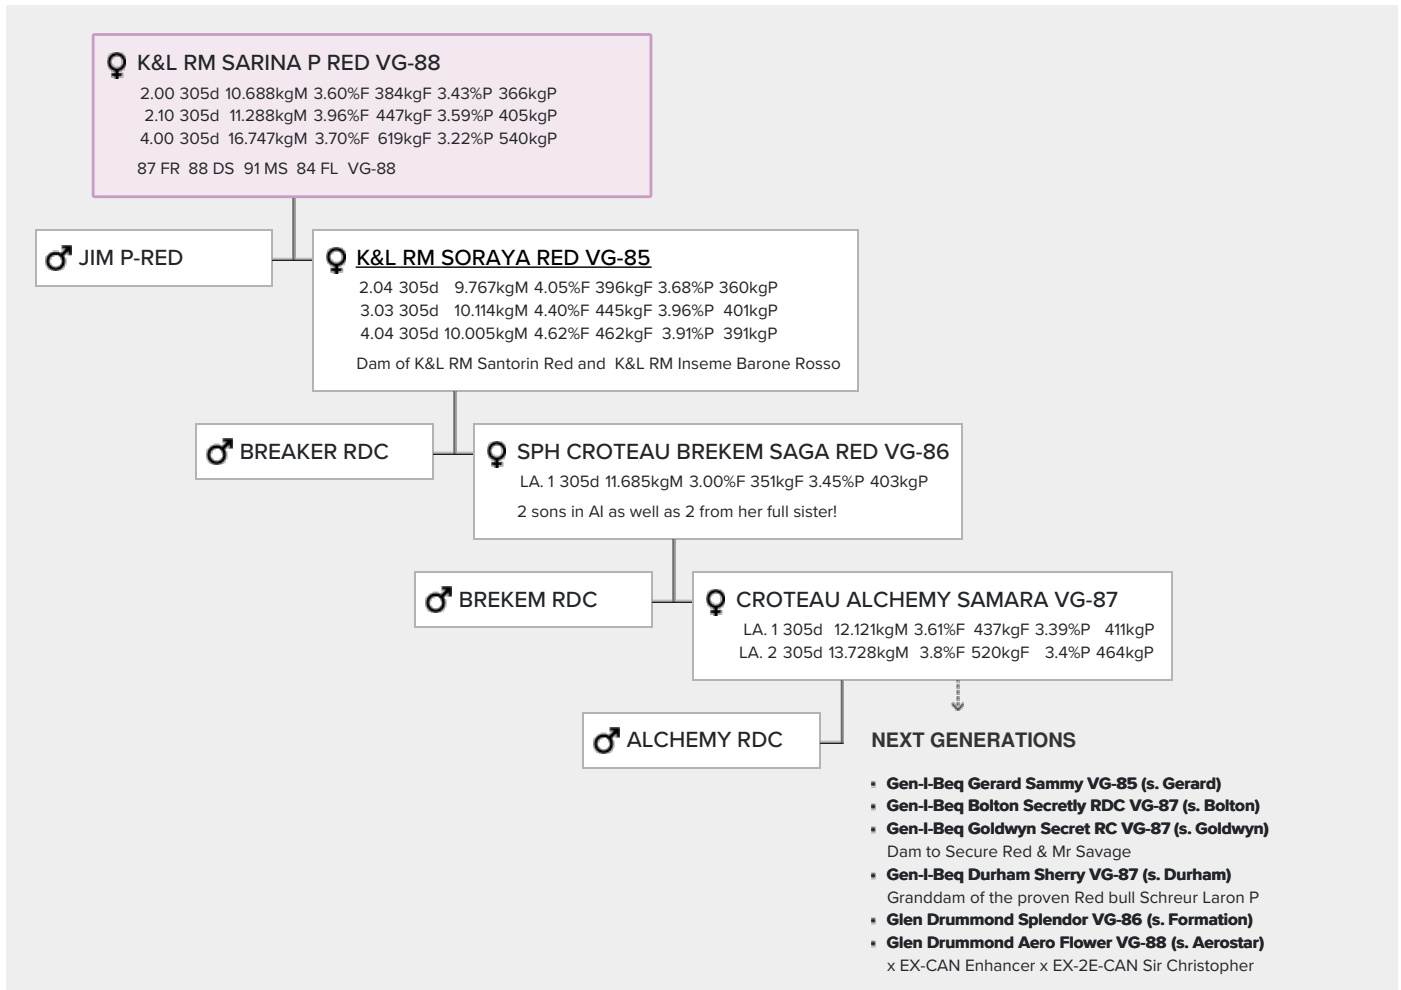 K&L RM SARINA P RED VG-88
2.00 305d 10.688kgM 3.60%F 384kgF 3.43%P 366kgP
2.10 305d 11.288kgM 3.96%F 447kgF 3.59%P 405kgP
4.00 305d 16.747kgM 3.70%F 619kgF 3.22%P 540kgP
87 FR 88 DS 91 MS 84 FL VG-88
JIM P-RED
K&L RM SORAYA RED VG-85
2.04 305d 9.767kgM 4.05%F 396kgF 3.68%P 360kgP
3.03 305d 10.114kgM 4.40%F 445kgF 3.96%P 401kgP
4.04 305d 10.005kgM 4.62%F 462kgF 3.91%P 391kgP
Dam of K&L RM Santorin Red and K&L RM Inseme Barone Rosso
BREAKER RDC
SPH CROTEAU BREKEM SAGA RED VG-86
LA. 1 305d 11.685kgM 3.00%F 351kgF 3.45%P 403kgP
2 sons in AI as well as 2 from her full sister!
BREKEM RDC
CROTEAU ALCHEMY SAMARA VG-87
LA. 1 305d 12.121kgM 3.61%F 437kgF 3.39%P 411kgP
LA. 2 305d 13.728kgM 3.8%F 520kgF 3.4%P 464kgP
ALCHEMY RDC
NEXT GENERATIONS
▪ Gen-I-Beq Gerard Sammy VG-85 (s. Gerard)
▪ Gen-I-Beq Bolton Secretly RDC VG-87 (s. Bolton)
▪ Gen-I-Beq Goldwyn Secret RC VG-87 (s. Goldwyn)
Dam to Secure Red & Mr Savage
▪ Gen-I-Beq Durham Sherry VG-87 (s. Durham)
Granddam of the proven Red bull Schreur Laron P
▪ Glen Drummond Splendor VG-86 (s. Formation)
▪ Glen Drummond Aero Flower VG-88 (s. Aerostar)
x EX-CAN Enhancer x EX-2E-CAN Sir Christopher